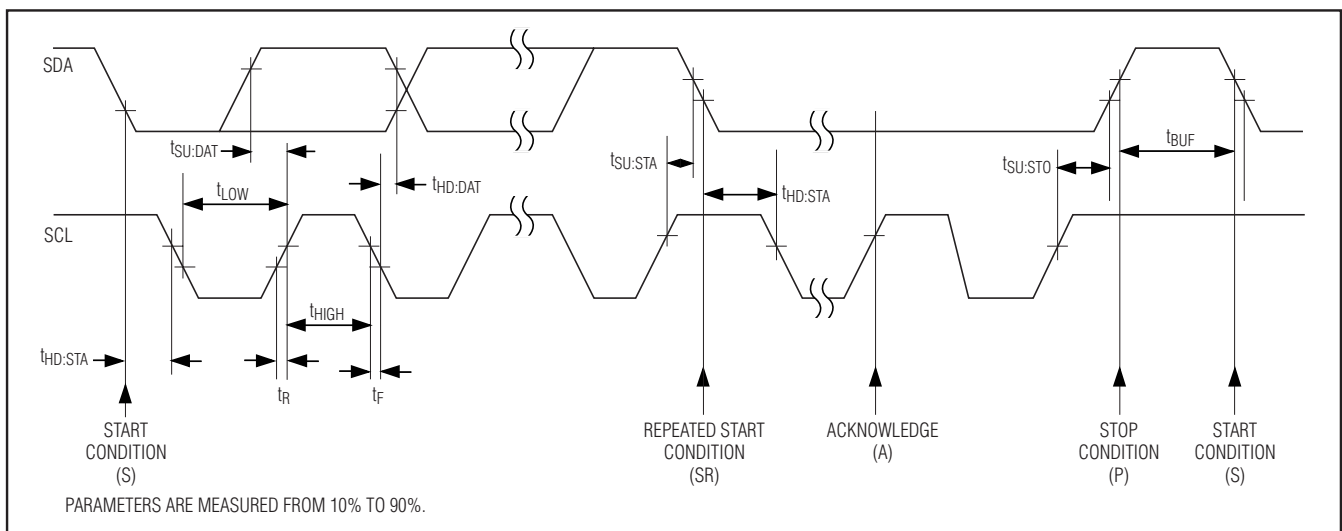 SDA
tSU:DAT
tLOW
tHD:DAT
tSU:STA
tHD:STA
tSU:STO
tBUF
SCL
tHIGH
tHD:STA
tR
tF
START
CONDITION
(S)
REPEATED START
CONDITION
(SR)
ACKNOWLEDGE
(A)
STOP
CONDITION
(P)
START
CONDITION
(S)
PARAMETERS ARE MEASURED FROM 10% TO 90%.